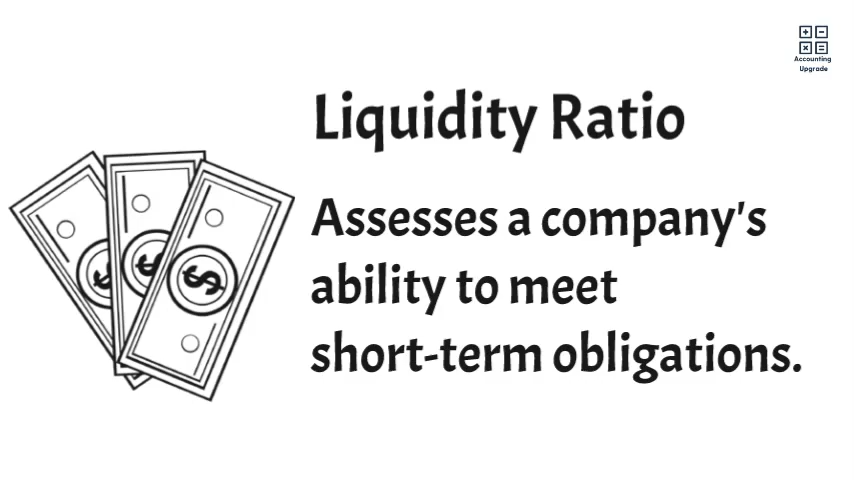 Accounting
Upgrade
Liquidity Ratio
Assesses a company's
ability to meet
short-term obligations.